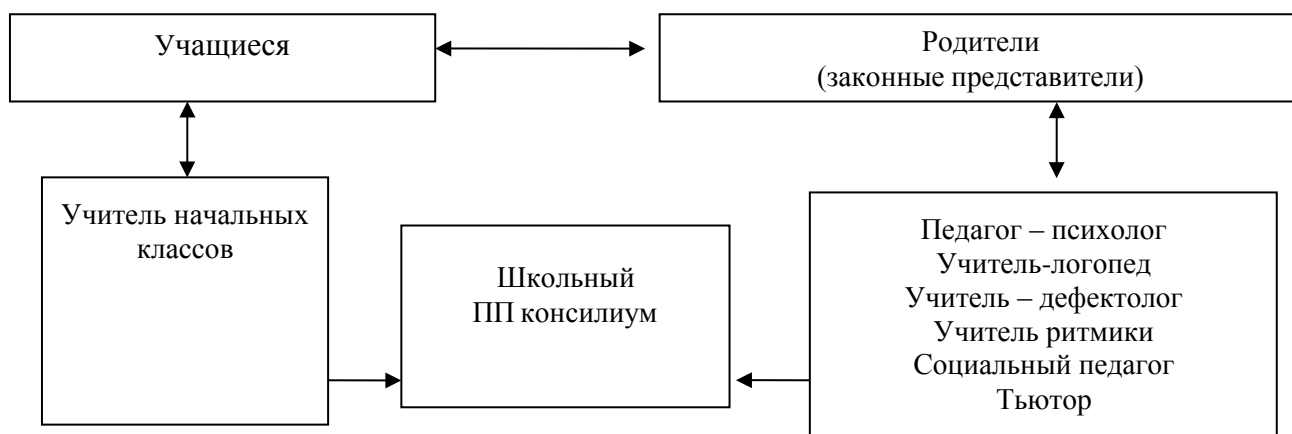 Учащиеся
Родители
(законные представители)
Учитель начальных
классов
Школьный
ПП консилиум
Педагог – психолог
Учитель-логопед
Учитель – дефектолог
Учитель ритмики
Социальный педагог
Тьютор